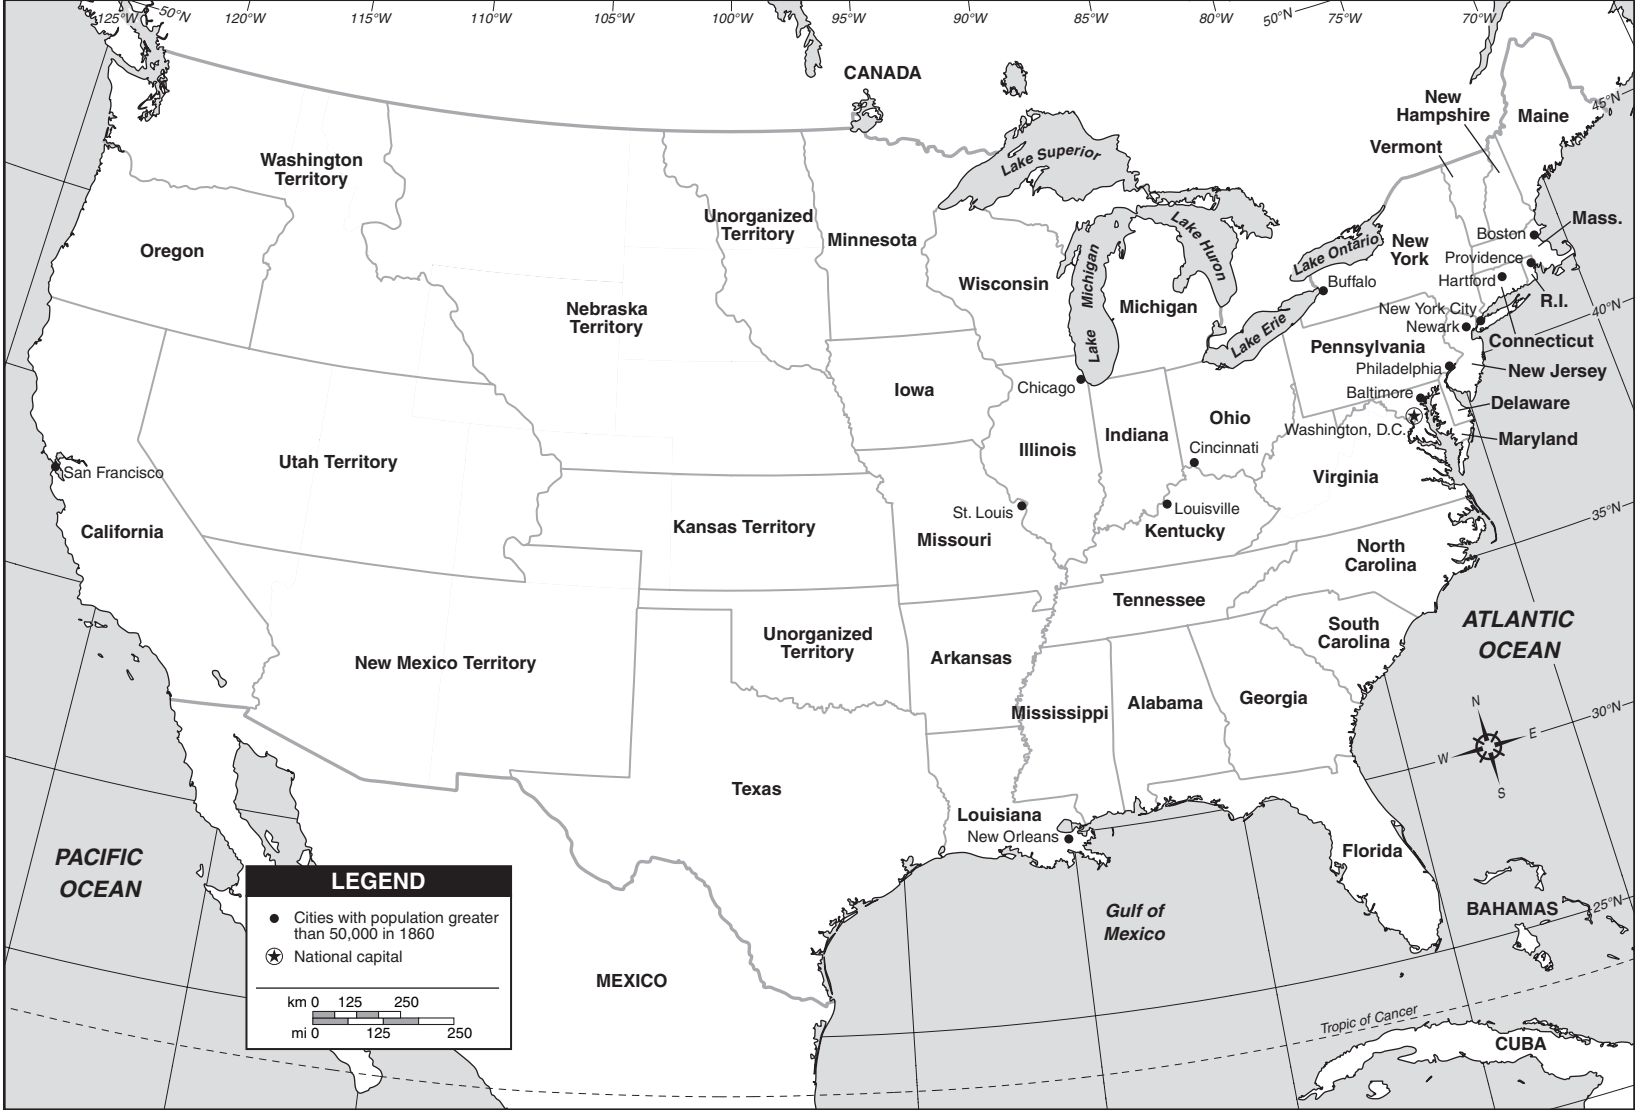 125°W
50°N
120°W
115°W
110°W
105°W
100°W
95°W
90°W
85°W
80°W
50°N
75°W
70°W
CANADA
New
Hampshire
Maine
45°N
Vermont
Washington
Territory
Lake Superior
Unorganized
Territory
Minnesota
Mass.
Boston
Oregon
Lake Huron
Lake Ontario
New
York
Providence
Wisconsin
Lake Michigan
Hartford
Buffalo
R.I.
40°N
Nebraska
Territory
Michigan
New York City
Newark
Lake Erie
Connecticut
Pennsylvania
Philadelphia
New Jersey
Iowa
Chicago
Baltimore
Delaware
Ohio
Washington, D.C.
Indiana
Maryland
Illinois
Cincinnati
Utah Territory
San Francisco
Virginia
St. Louis
Louisville
35°N
California
Kansas Territory
Missouri
Kentucky
North
Carolina
Tennessee
ATLANTIC
OCEAN
South
Carolina
Unorganized
Territory
New Mexico Territory
Arkansas
Mississippi
Alabama
Georgia
30°N
N
E
W
S
Texas
Louisiana
New Orleans
Florida
PACIFIC
OCEAN
LEGEND
Cities with population greater
than 50,000 in 1860
National capital
km 0 125 250
mi 0 125 250
Gulf of
Mexico
BAHAMAS
25°N
MEXICO
Tropic of Cancer
CUBA